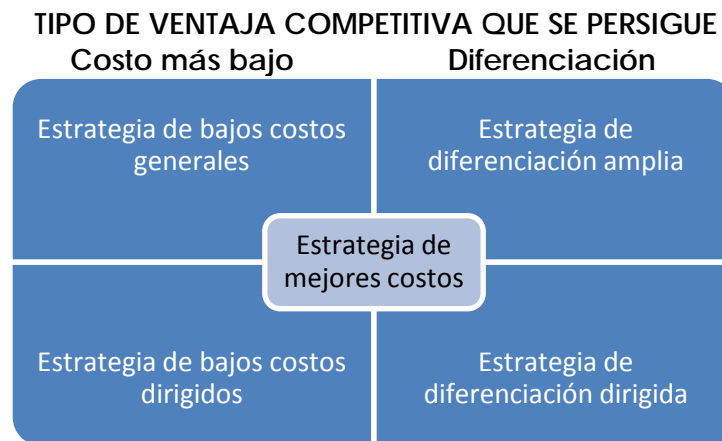 TIPO DE VENTAJA COMPETITIVA QUE SE PERSIGUE
Costo más bajo
Diferenciación
Estrategia de bajos costos
generales
Estrategia de
diferenciación amplia
Estrategia de
mejores costos
Estrategia de bajos costos
dirigidos
Estrategia de
diferenciación dirigida